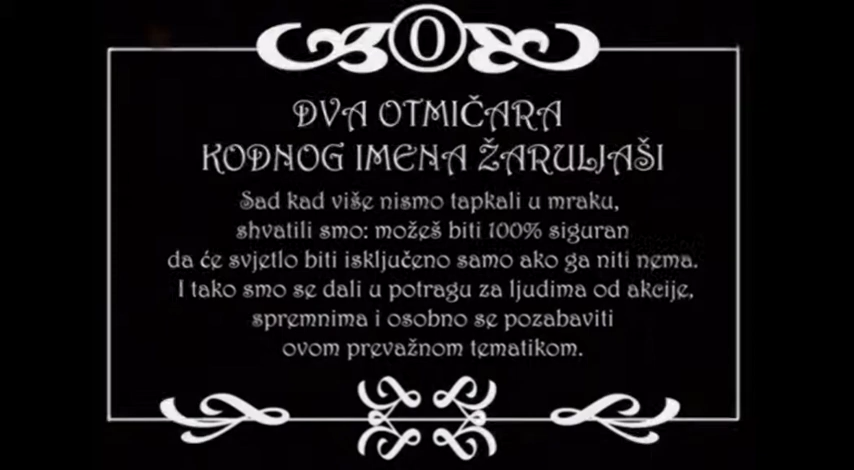 O
DVA OTMIČARA
KODNOG IMENA ŽARULJAŠI
Sad kad više nismo tapkali u mraku,
shvatili smo: možeš biti 100% siguran
da će svjetlo biti isključeno samo ako ga niti nema.
I tako smo se dali u potragu za ljudima od akcije,
spremnima i osobno se pozabaviti
ovom prevažnom tematikom.